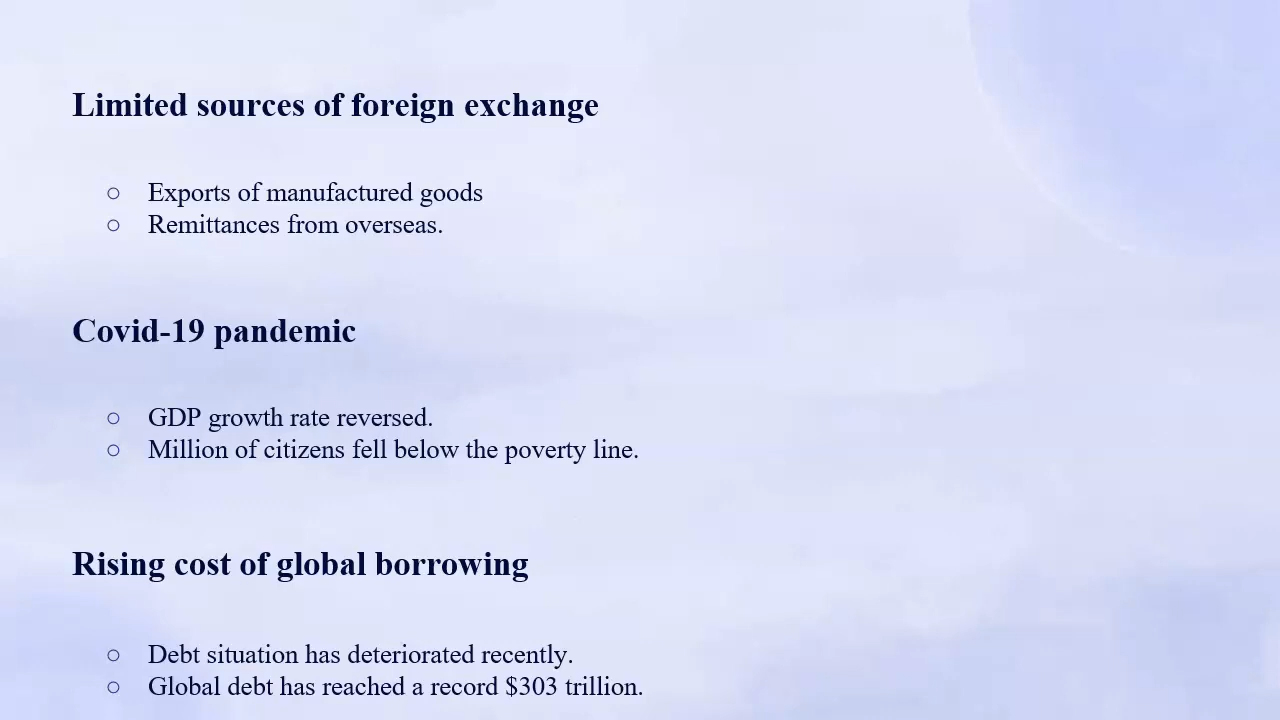 Limited sources of foreign exchange
○ Exports of manufactured goods
○ Remittances from overseas.
Covid-19 pandemic
○ GDP growth rate reversed.
○ Million of citizens fell below the poverty line.
Rising cost of global borrowing
○ Debt situation has deteriorated recently.
○ Global debt has reached a record $303 trillion.